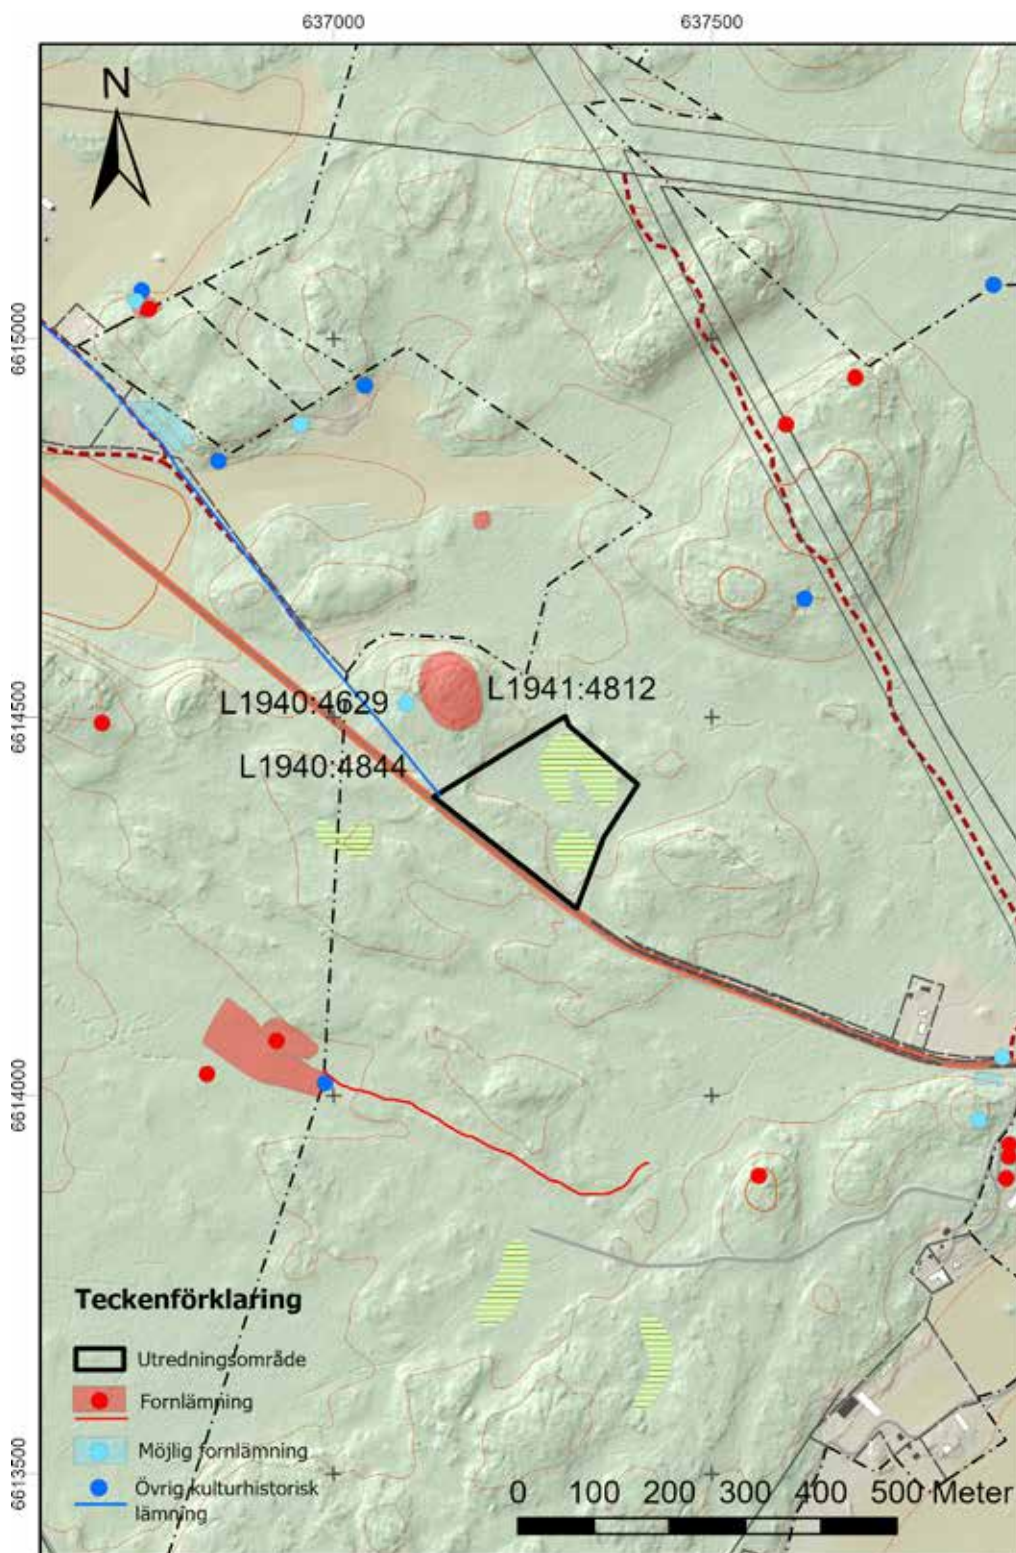 637000 637500
N
6615000
L1941:4812
L1940:4629
6614500
L1940:4844
6614000
Teckenförklaring
Utredningsområde
Fornlämning
Möjlig fornlämning
Övrig kulturhistorisk
lämning
6613500
0 100 200 300 400 500 Meter